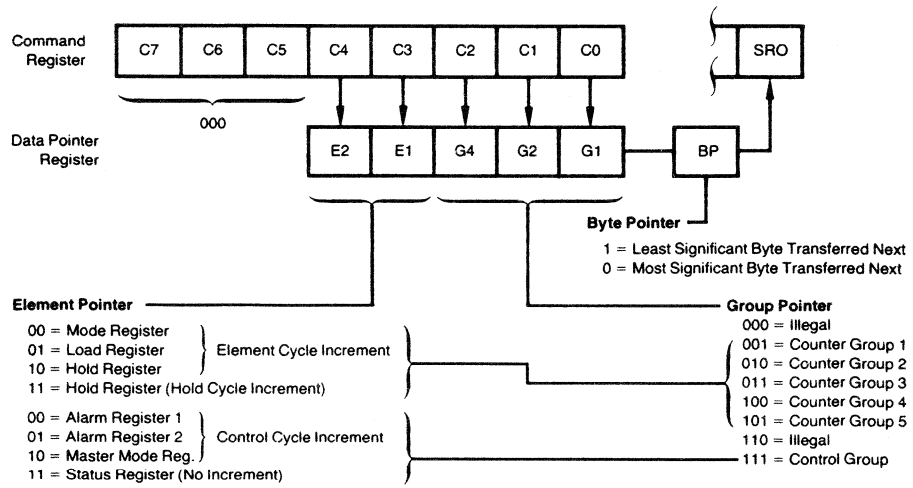 Command Register
C7 C6 C5 C4 C3 C2 C1 C0 SRO
000
Data Pointer Register
E2 E1 G4 G2 G1 BP
Byte Pointer
1 = Least Significant Byte Transferred Next
0 = Most Significant Byte Transferred Next
Element Pointer
00 = Mode Register
01 = Load Register
10 = Hold Register
Element Cycle Increment
11 = Hold Register (Hold Cycle Increment)
00 = Alarm Register 1
01 = Alarm Register 2
10 = Master Mode Reg.
Control Cycle Increment
11 = Status Register (No Increment)
Group Pointer
000 = Illegal
001 = Counter Group 1
010 = Counter Group 2
011 = Counter Group 3
100 = Counter Group 4
101 = Counter Group 5
110 = Illegal
111 = Control Group